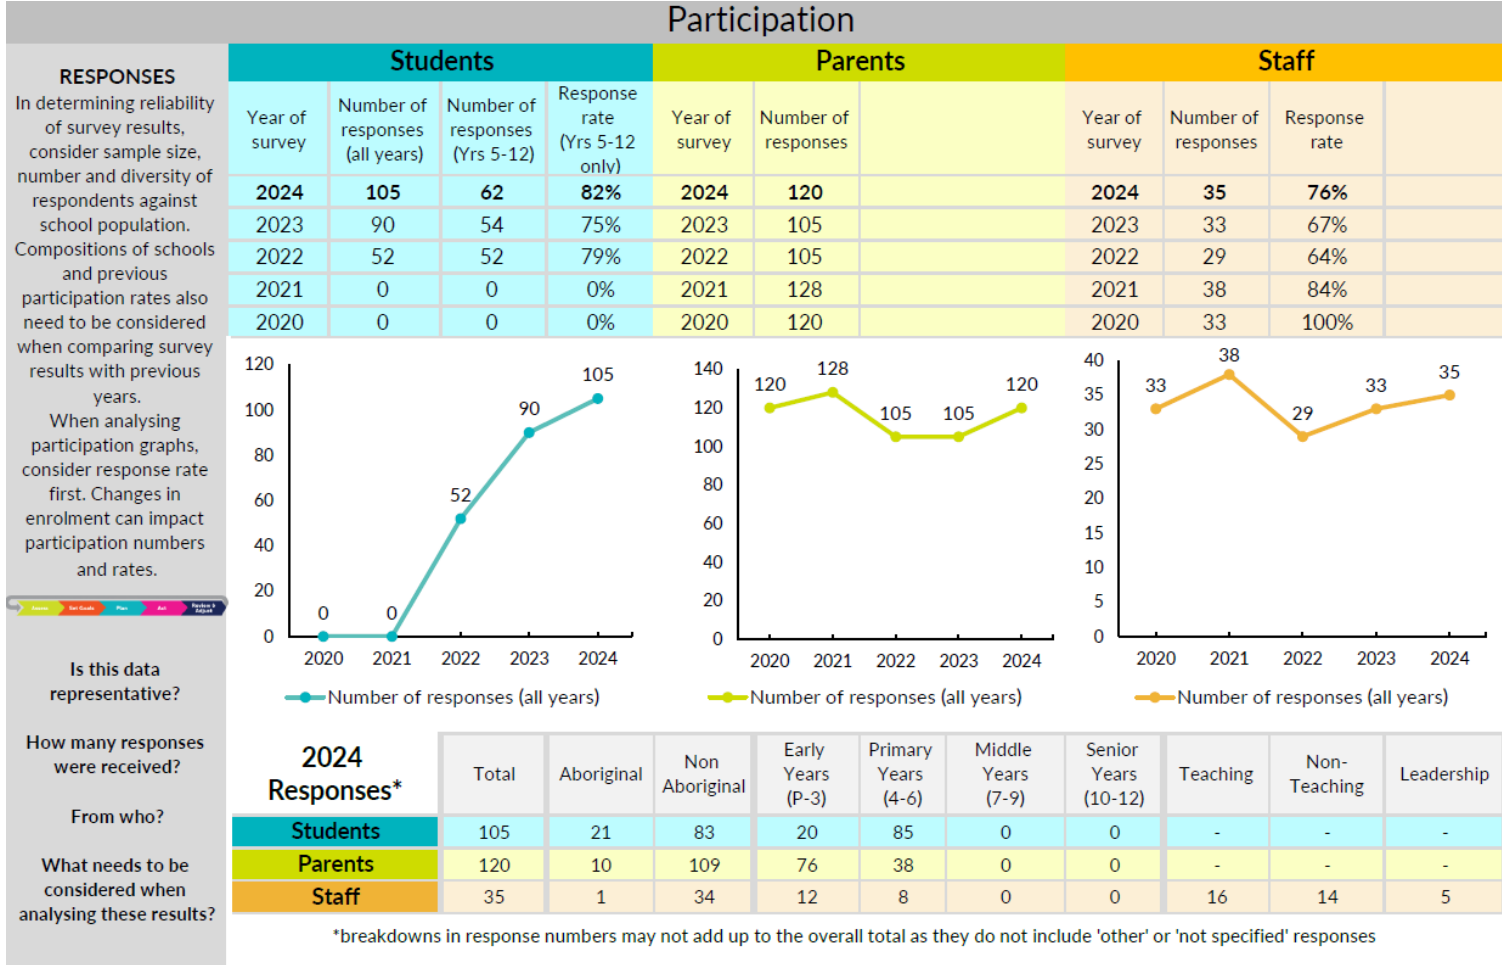 Participation
RESPONSES
In determining reliability
of survey results,
consider sample size,
number and diversity of
respondents against
school population.
Compositions of schools
and previous
participation rates also
need to be considered
when comparing survey
results with previous
years.
When analysing
participation graphs,
consider response rate
first. Changes in
enrolment can impact
participation numbers
and rates.
Assess Set Goals Plan Act Review & Adjust
Is this data
representative?
How many responses
were received?
From who?
What needs to be
considered when
analysing these results?
Students
Year of survey | Number of responses (all years) | Number of responses (Yrs 5-12) | Response rate (Yrs 5-12 only)
2024 105 62 82%
2023 90 54 75%
2022 52 52 79%
2021 0 0 0%
2020 0 0 0%
Parents
Year of survey | Number of responses
2024 120
2023 105
2022 105
2021 128
2020 120
Staff
Year of survey | Number of responses | Response rate
2024 35 76%
2023 33 67%
2022 29 64%
2021 38 84%
2020 33 100%
120
100
80
60
40
20
0
0 0 52 90 105
2020 2021 2022 2023 2024
Number of responses (all years)
140
120
100
80
60
40
20
0
120 128 105 105 120
2020 2021 2022 2023 2024
Number of responses (all years)
40
35
30
25
20
15
10
5
0
33 38 29 33 35
2020 2021 2022 2023 2024
Number of responses (all years)
2024 Responses* | Total | Aboriginal | Non Aboriginal | Early Years (P-3) | Primary Years (4-6) | Middle Years (7-9) | Senior Years (10-12) | Teaching | Non-Teaching | Leadership
Students 105 21 83 20 85 0 0 - - -
Parents 120 10 109 76 38 0 0 - - -
Staff 35 1 34 12 8 0 0 16 14 5
*breakdowns in response numbers may not add up to the overall total as they do not include 'other' or 'not specified' responses